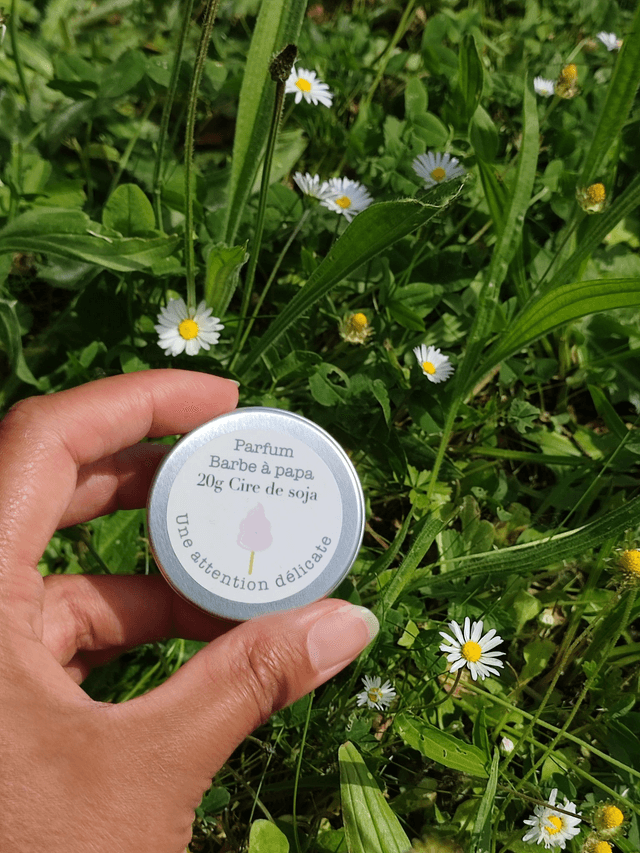 Parfum
Barbe à papa
20g Cire de soja
Une attention délicate